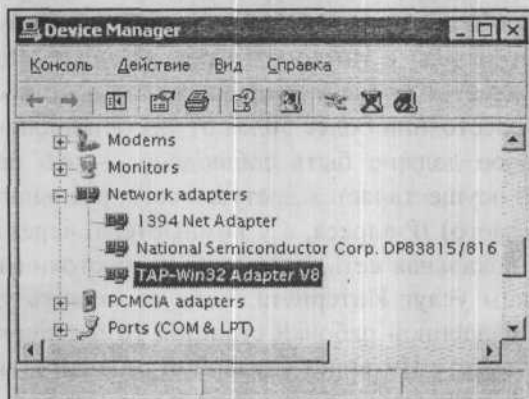 Device Manager
Консоль Действие Вид Справка
Modems
Monitors
Network adapters
1394 Net Adapter
National Semiconductor Corp. DP83815/816
TAP-Win32 Adapter V8
PCMCIA adapters
Ports (COM & LPT)